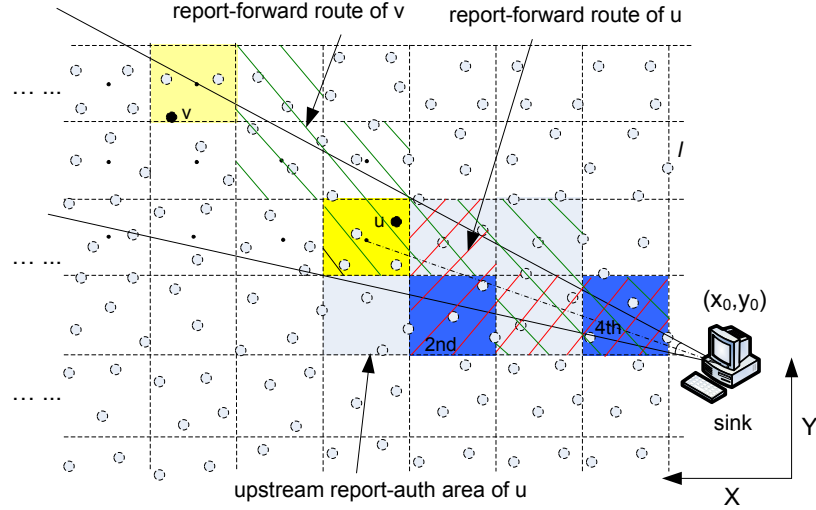 report-forward route of v
report-forward route of u
... ...
v
l
u
... ...
(x0,y0)
4th
2nd
sink
... ...
Y
X
upstream report-auth area of u